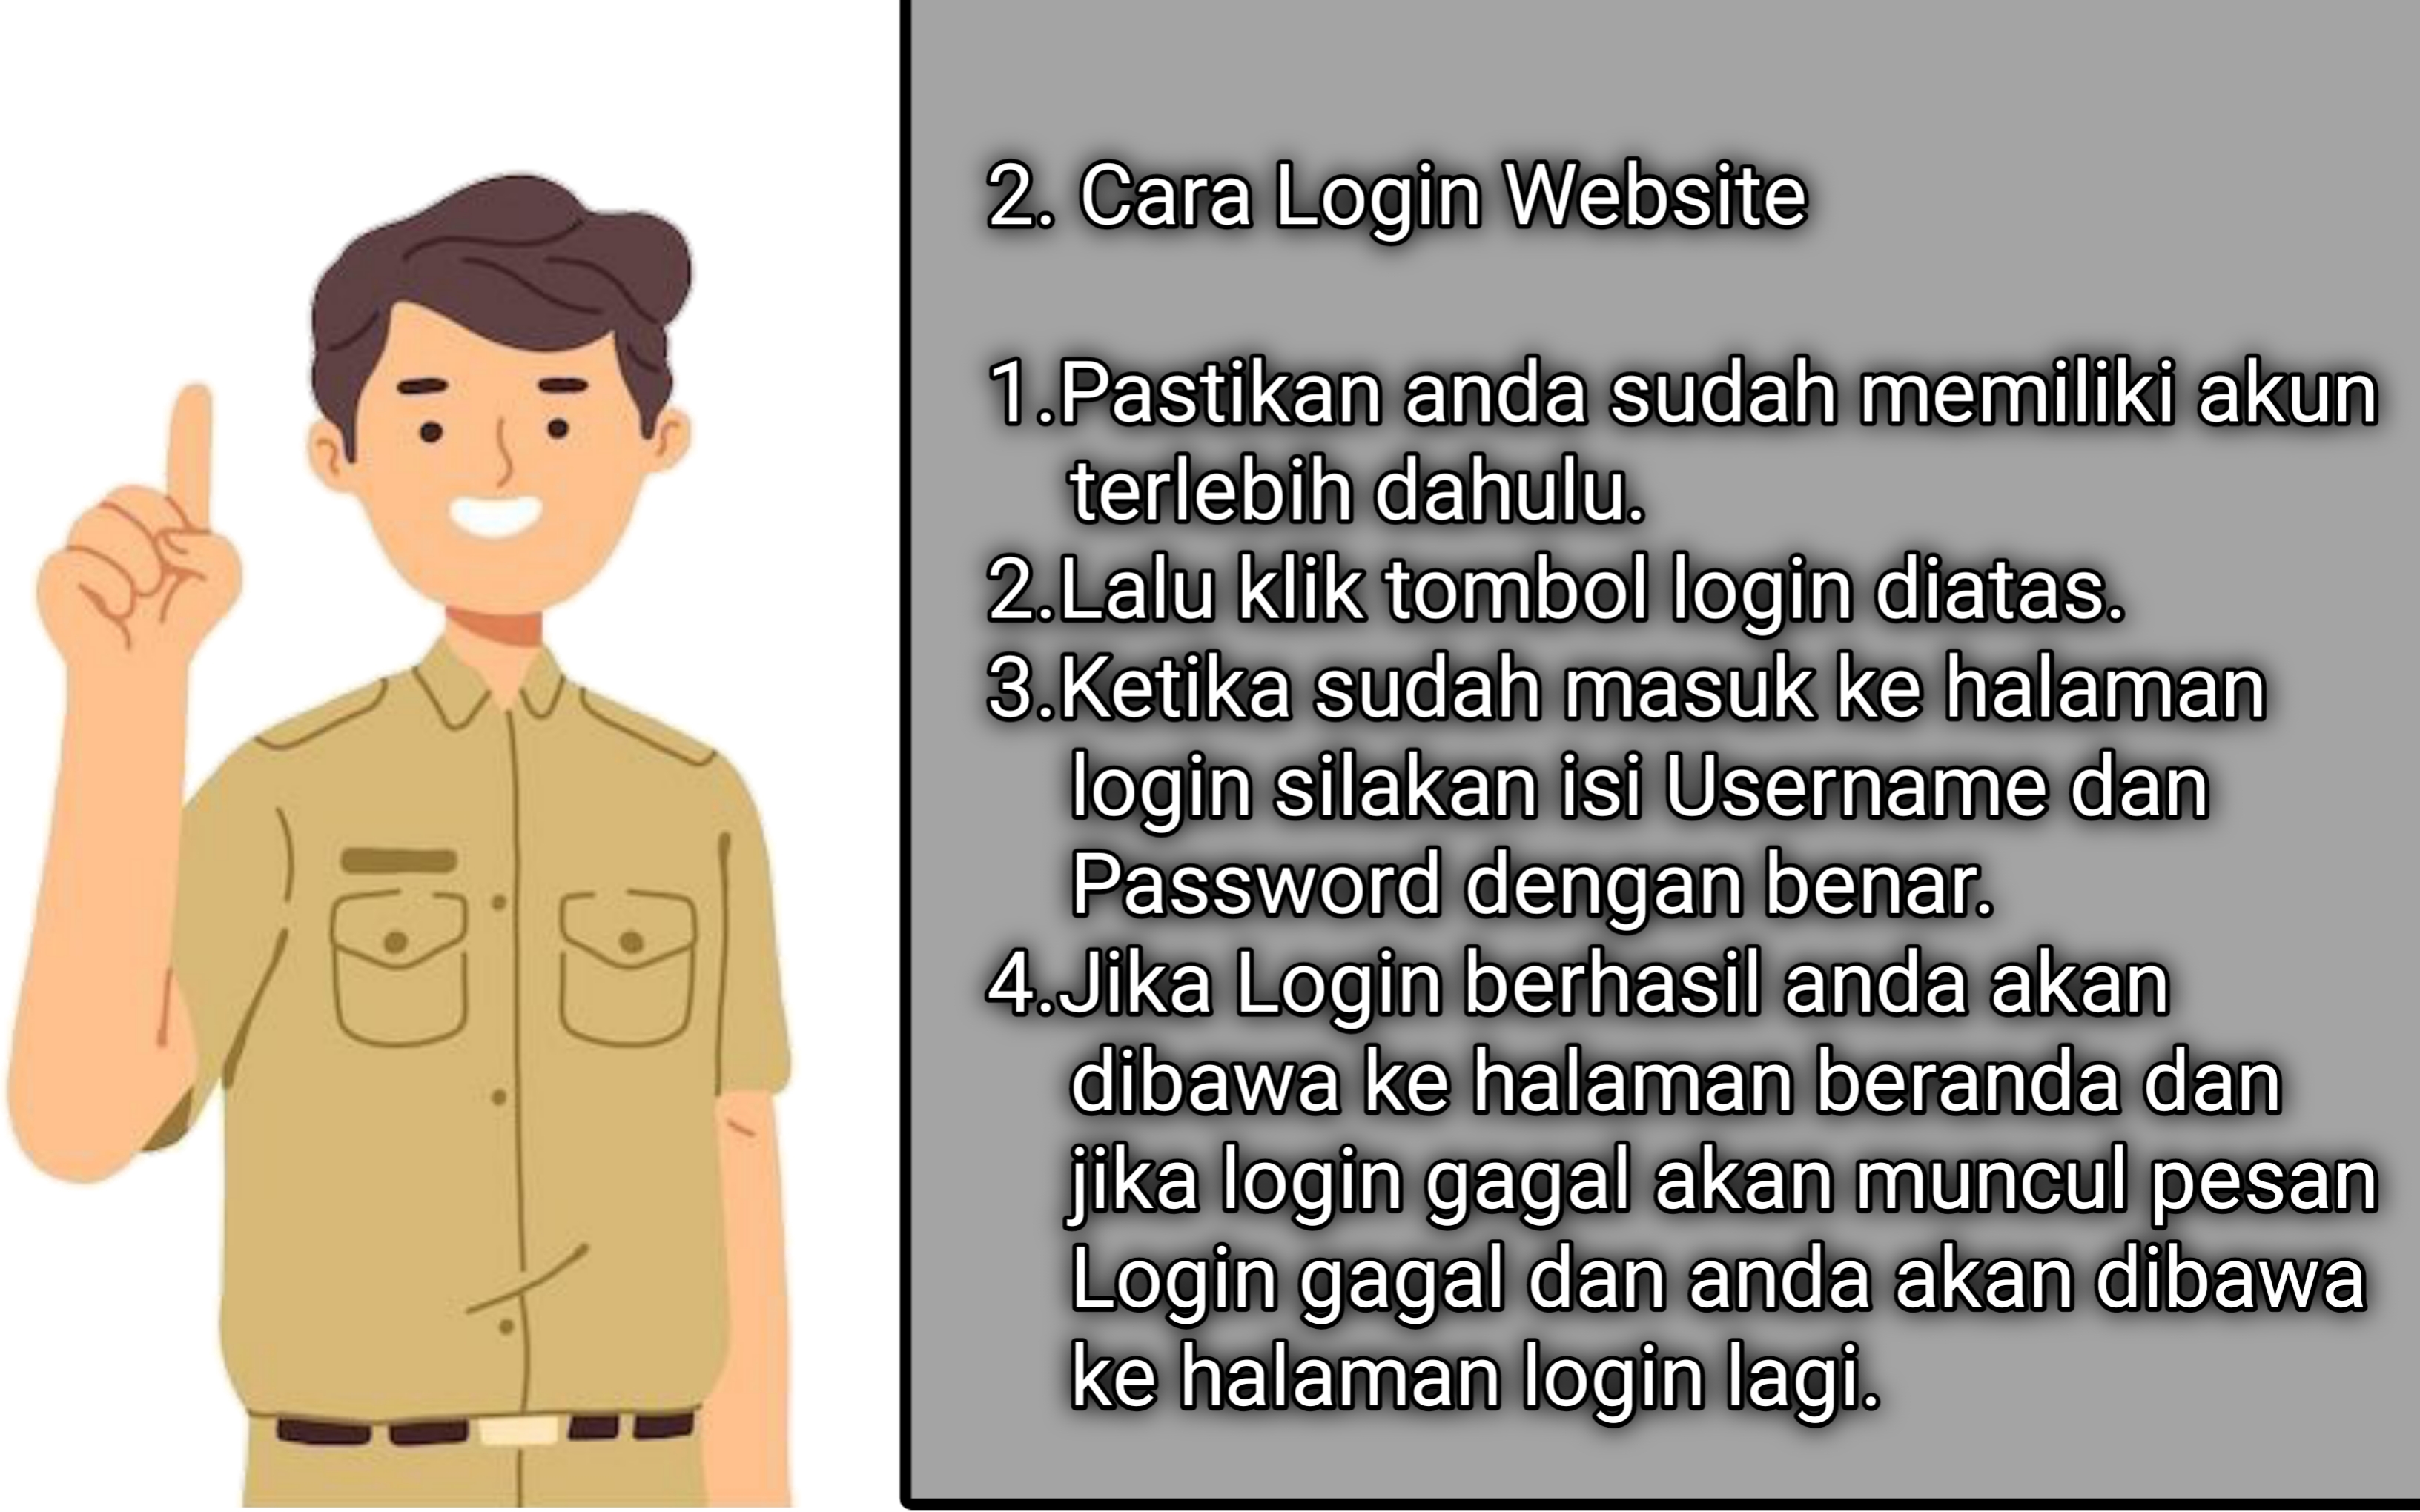 2. Cara Login Website
1.Pastikan anda sudah memiliki akun
terlebih dahulu.
2.Lalu klik tombol login diatas.
3.Ketika sudah masuk ke halaman
login silakan isi Username dan
Password dengan benar.
4.Jika Login berhasil anda akan
dibawa ke halaman beranda dan
jika login gagal akan muncul pesan
Login gagal dan anda akan dibawa
ke halaman login lagi.